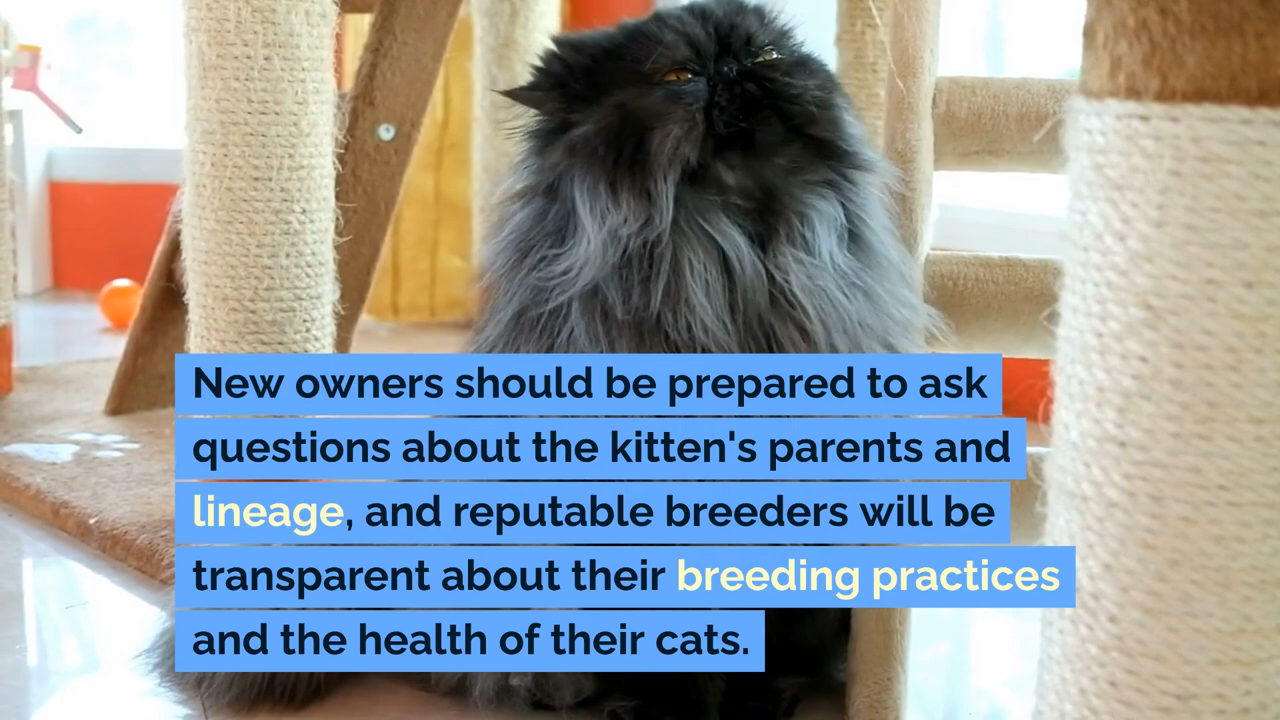 New owners should be prepared to ask
questions about the kitten's parents and
lineage, and reputable breeders will be
transparent about their breeding practices
and the health of their cats.